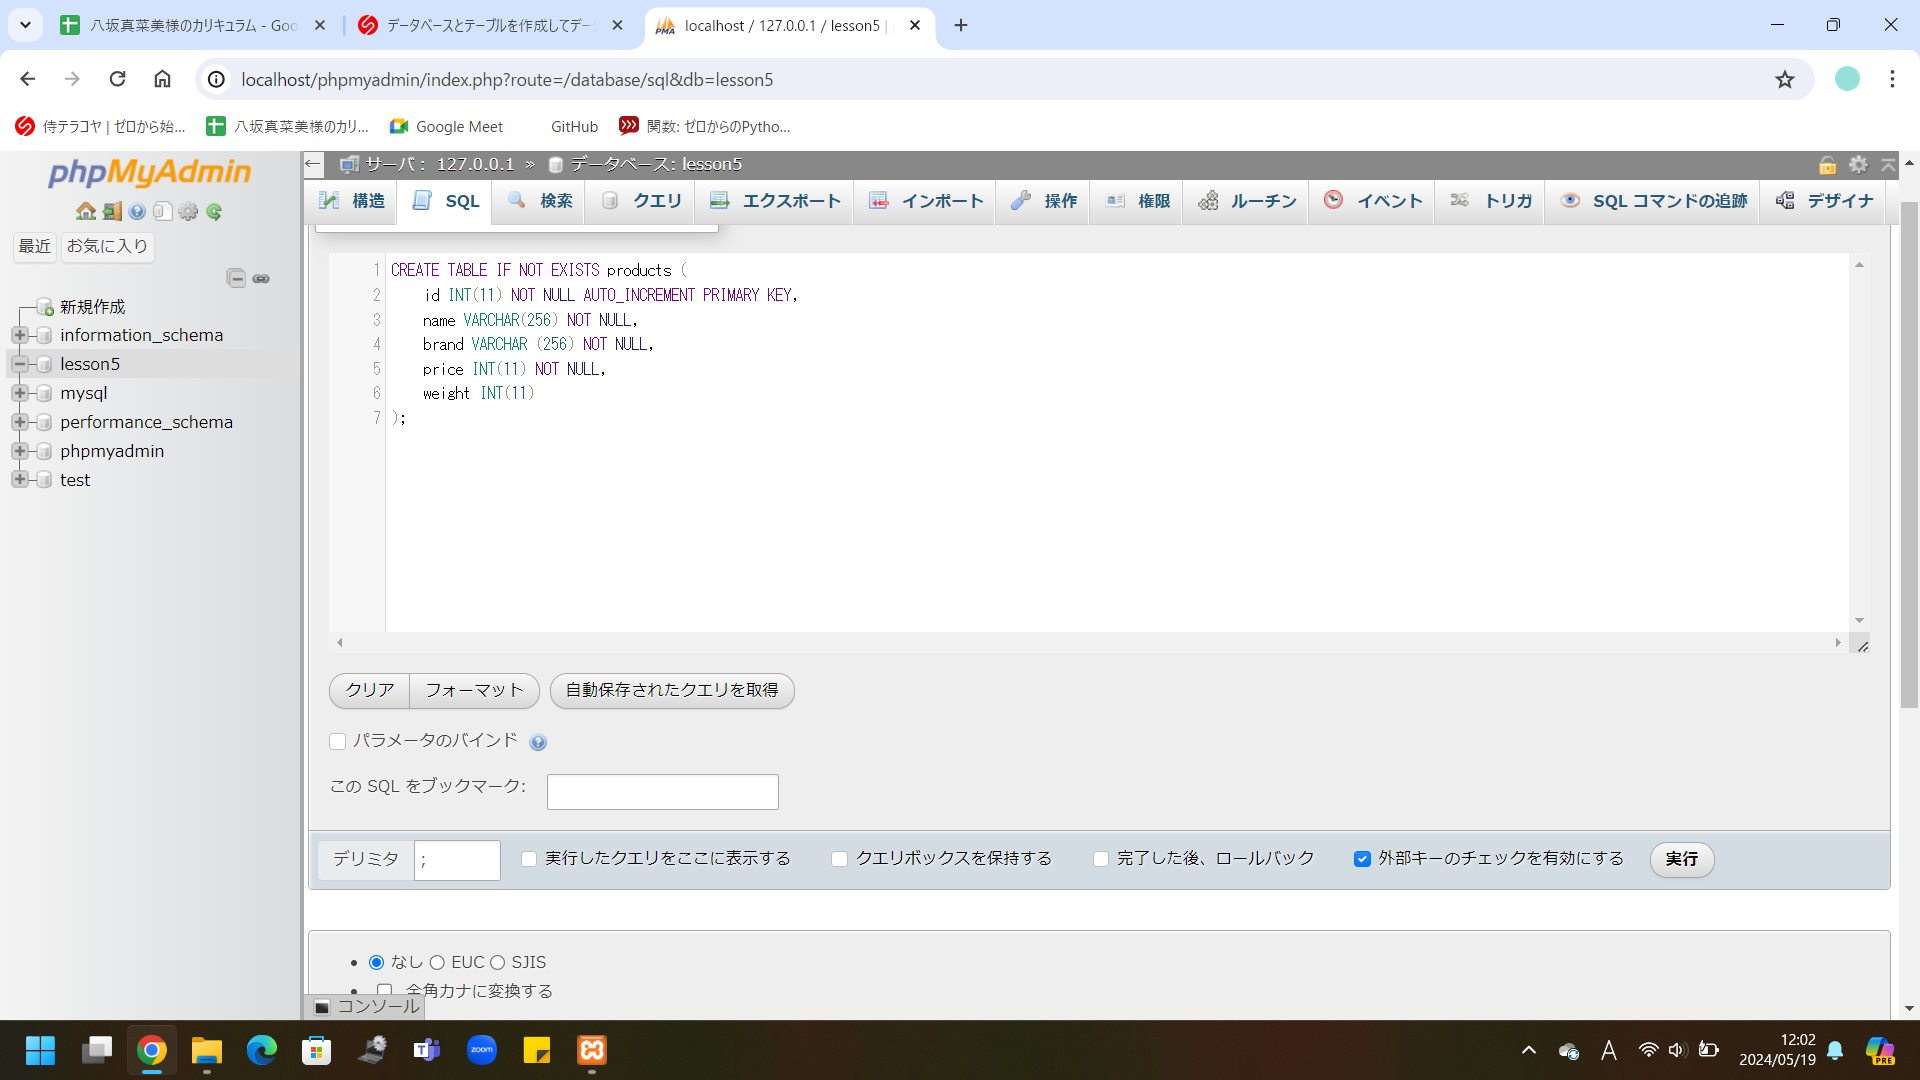 八坂真菜美様のカリキュラム - Goo
データベースとテーブルを作成してデー
localhost / 127.0.0.1 / lesson5 |
localhost/phpmyadmin/index.php?route=/database/sql&db=lesson5
侍テラコヤ | ゼロから始...
八坂真菜美様のカリ...
Google Meet
GitHub
関数: ゼロからのPytho...
phpMyAdmin
最近
お気に入り
新規作成
information_schema
lesson5
mysql
performance_schema
phpmyadmin
test
サーバ: 127.0.0.1 » データベース: lesson5
構造
SQL
検索
クエリ
エクスポート
インポート
操作
権限
ルーチン
イベント
トリガ
SQL コマンドの追跡
デザイナ
1 CREATE TABLE IF NOT EXISTS products (
2 id INT(11) NOT NULL AUTO_INCREMENT PRIMARY KEY,
3 name VARCHAR(256) NOT NULL,
4 brand VARCHAR (256) NOT NULL,
5 price INT(11) NOT NULL,
6 weight INT(11)
7 );
クリア
フォーマット
自動保存されたクエリを取得
パラメータのバインド
この SQL をブックマーク:
デリミタ
;
実行したクエリをここに表示する
クエリボックスを保持する
完了した後、ロールバック
外部キーのチェックを有効にする
実行
なし EUC SJIS
全角カナに変換する
コンソール
zoom
A
12:02
2024/05/19
PRE